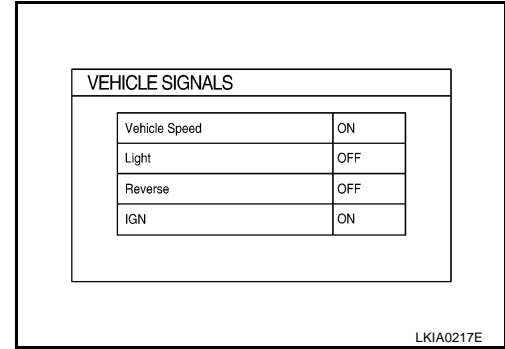 VEHICLE SIGNALS
Vehicle Speed ON
Light OFF
Reverse OFF
IGN ON
LKIA0217E